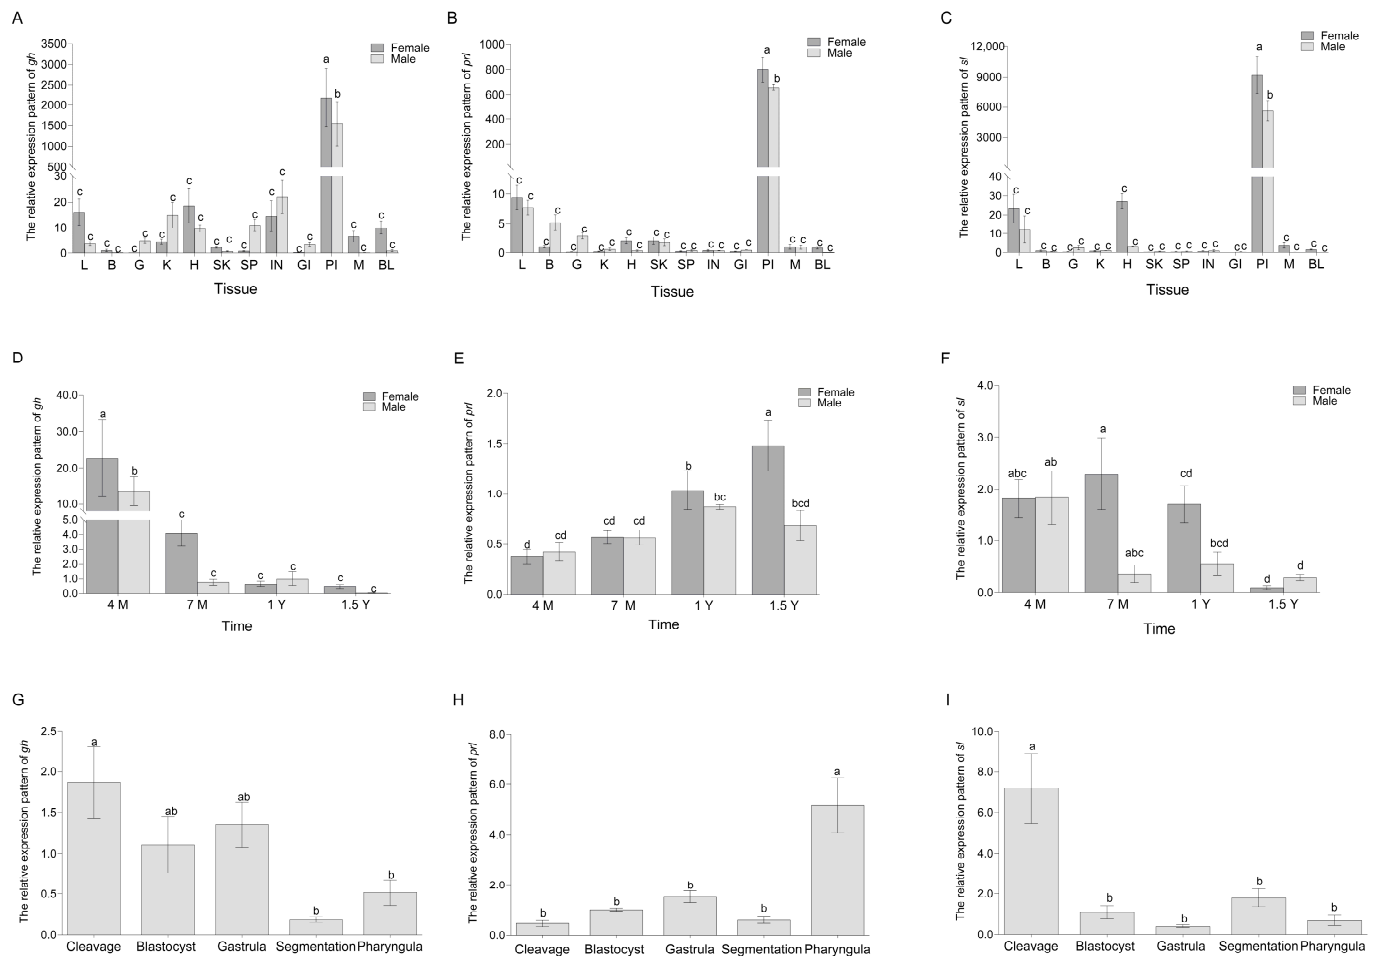 A
The relative expression pattern of gh
3500
3000
2500
2000
1500
1000
500
30
20
10
0
a
b
c c c c c c c c c c c c c c c c c c c c c c
Female
Male
L B G K H SK SP IN GI PI M BL
Tissue
B
The relative expression pattern of prl
1000
800
600
400
200
10
5
0
a
b
c c c c c c c c c c c c c c c c c c c c c c
Female
Male
L B G K H SK SP IN GI PI M BL
Tissue
C
The relative expression pattern of sl
12,000
9000
6000
3000
40
30
20
10
0
a
b
c c c c c c c c c c c c c c c c c c c c c c
Female
Male
L B G K H SK SP IN GI PI M BL
Tissue
D
The relative expression pattern of gh
40.0
30.0
20.0
10.0
5.0
4.0
3.0
2.0
1.0
0.0
a b c c c c c c
Female
Male
4 M 7 M 1 Y 1.5 Y
Time
E
The relative expression pattern of prl
2.0
1.5
1.0
0.5
0.0
d cd cd cd b bc a bcd
Female
Male
4 M 7 M 1 Y 1.5 Y
Time
F
The relative expression pattern of sl
4.0
3.0
2.0
1.0
0.0
abc ab a abc cd bcd d d
Female
Male
4 M 7 M 1 Y 1.5 Y
Time
G
The relative expression pattern of gh
2.5
2.0
1.5
1.0
0.5
0.0
a ab ab b b
Cleavage Blastocyst Gastrula Segmentation Pharyngula
H
The relative expression pattern of prl
8.0
6.0
4.0
2.0
0.0
b b b b a
Cleavage Blastocyst Gastrula Segmentation Pharyngula
I
The relative expression pattern of sl
10.0
8.0
6.0
4.0
2.0
0.0
a b b b b
Cleavage Blastocyst Gastrula Segmentation Pharyngula